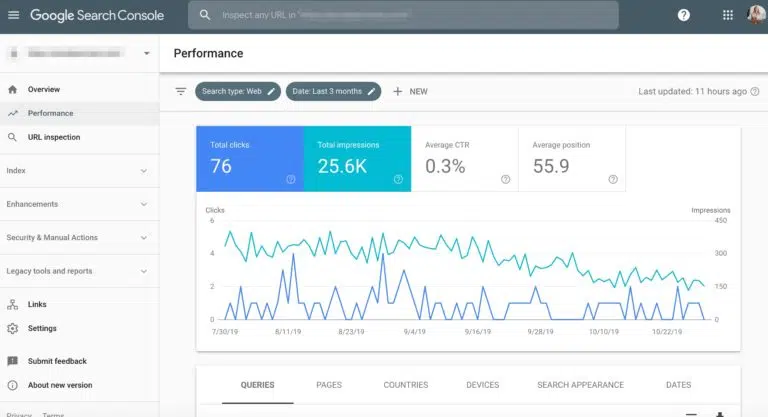 Google Search Console
Inspect any URL in
Performance
Overview
Performance
URL inspection
Index
Enhancements
Security & Manual Actions
Legacy tools and reports
Links
Settings
Submit feedback
About new version
Privacy Terms
Search type: Web
Date: Last 3 months
NEW
Last updated: 11 hours ago
Total clicks
76
Total impressions
25.6K
Average CTR
0.3%
Average position
55.9
Clicks
Impressions
6
4
2
0
450
300
150
0
7/30/19 8/11/19 8/23/19 9/4/19 9/16/19 9/28/19 10/10/19 10/22/19
QUERIES PAGES COUNTRIES DEVICES SEARCH APPEARANCE DATES